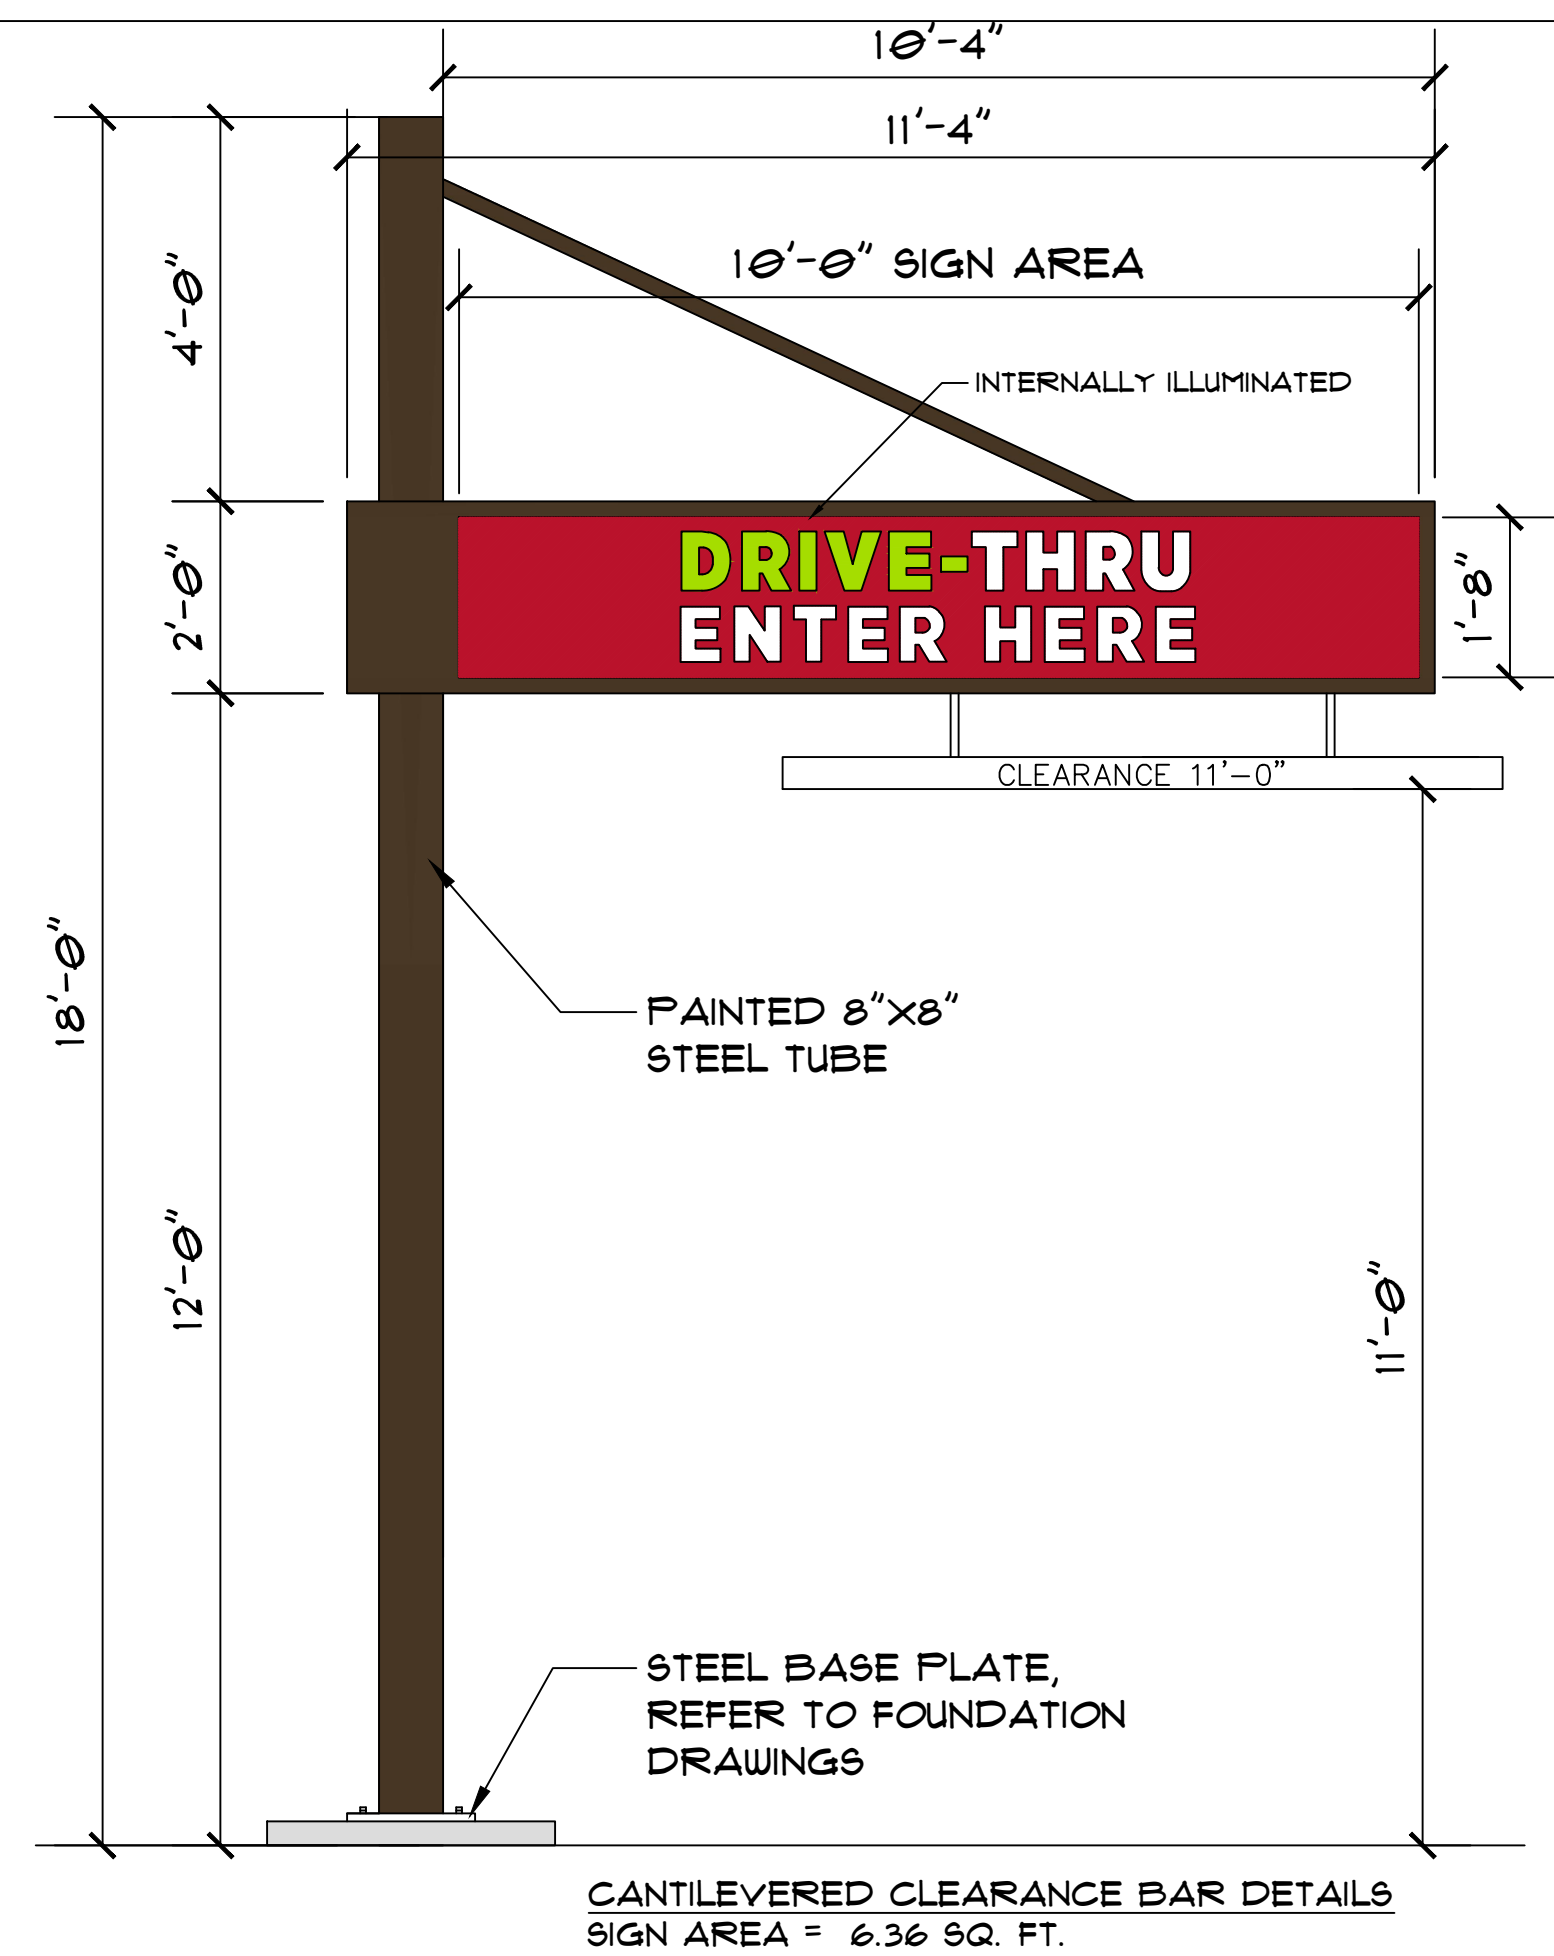 10'-4"
11'-4"
10'-0" SIGN AREA
4'-0"
INTERNALLY ILLUMINATED
DRIVE-THRU
ENTER HERE
2'-0"
1'-8"
CLEARANCE 11'-0"
18'-0"
PAINTED 8"X8"
STEEL TUBE
12'-0"
11'-0"
STEEL BASE PLATE,
REFER TO FOUNDATION
DRAWINGS
CANTILEVERED CLEARANCE BAR DETAILS
SIGN AREA = 6.36 SQ. FT.